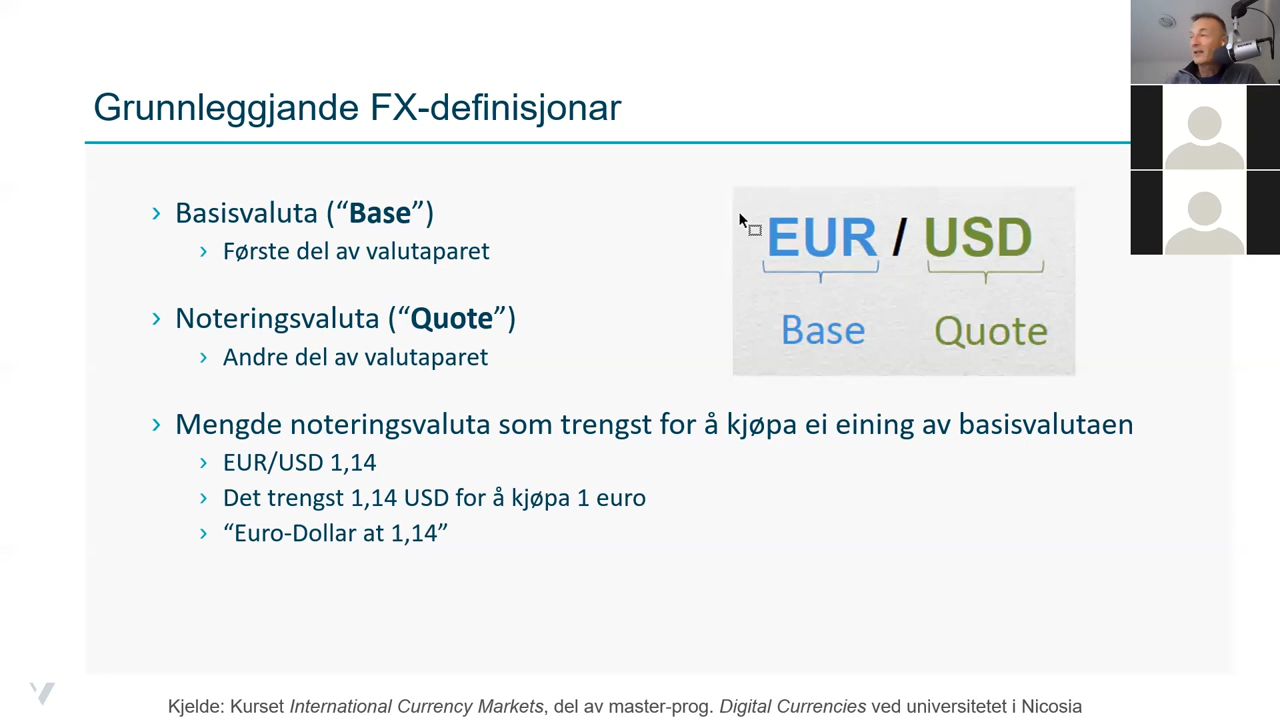 Grunnleggjande FX-definisjonar
› Basisvaluta (“Base”)
› Første del av valutaparet
› Noteringsvaluta (“Quote”)
› Andre del av valutaparet
EUR / USD
Base Quote
› Mengde noteringsvaluta som trengst for å kjøpa ei eining av basisvalutaen
› EUR/USD 1,14
› Det trengst 1,14 USD for å kjøpa 1 euro
› “Euro-Dollar at 1,14”
Kjelde: Kurset International Currency Markets, del av master-prog. Digital Currencies ved universitetet i Nicosia